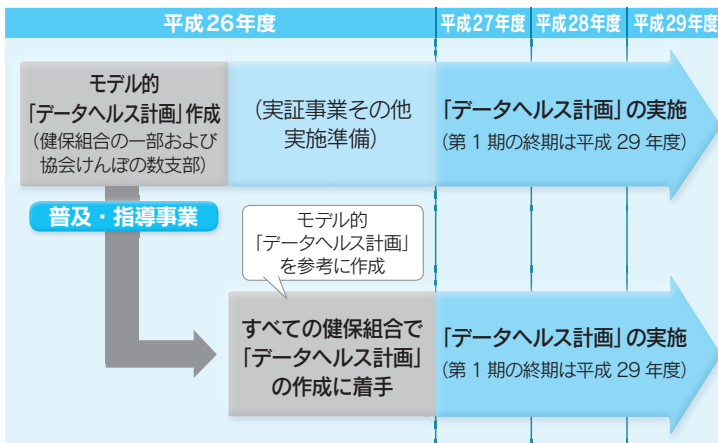 平成26年度
平成27年度
平成28年度
平成29年度
モデル的
「データヘルス計画」作成
（健保組合の一部および
協会けんぽの数支部）
（実証事業その他
実施準備）
「データヘルス計画」の実施
（第1期の終期は平成 29 年度）
普及・指導事業
モデル的
「データヘルス計画」
を参考に作成
すべての健保組合で
「データヘルス計画」
の作成に着手
「データヘルス計画」の実施
（第1期の終期は平成 29 年度）